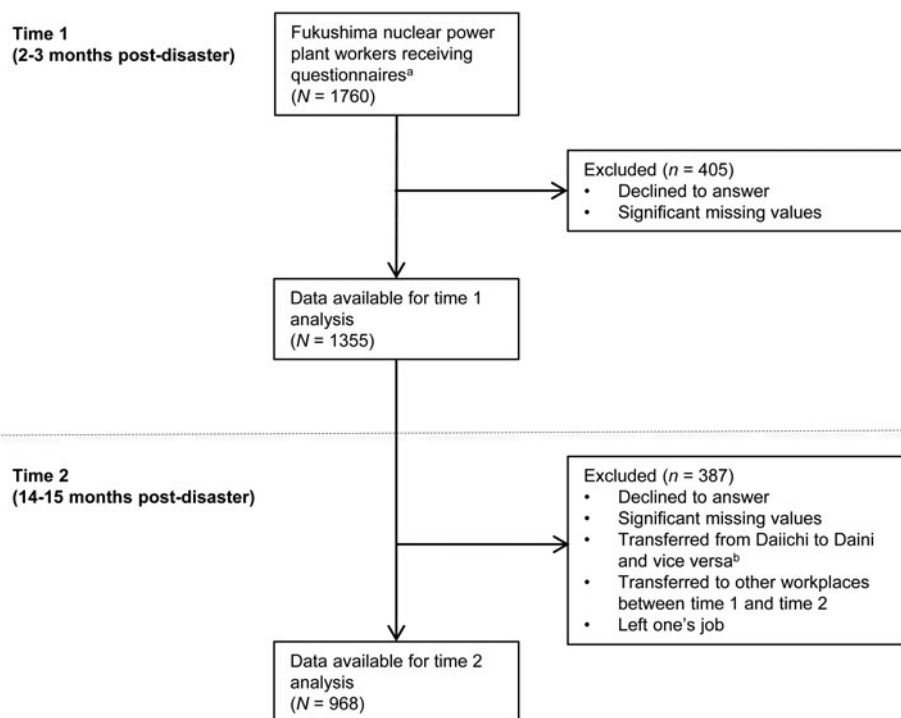 Time 1
(2-3 months post-disaster)
Fukushima nuclear power
plant workers receiving
questionnairesᵃ
(N = 1760)
Excluded (n = 405)
• Declined to answer
• Significant missing values
Data available for time 1
analysis
(N = 1355)
Time 2
(14-15 months post-disaster)
Excluded (n = 387)
• Declined to answer
• Significant missing values
• Transferred from Daiichi to Daini
and vice versaᵇ
• Transferred to other workplaces
between time 1 and time 2
• Left one's job
Data available for time 2
analysis
(N = 968)